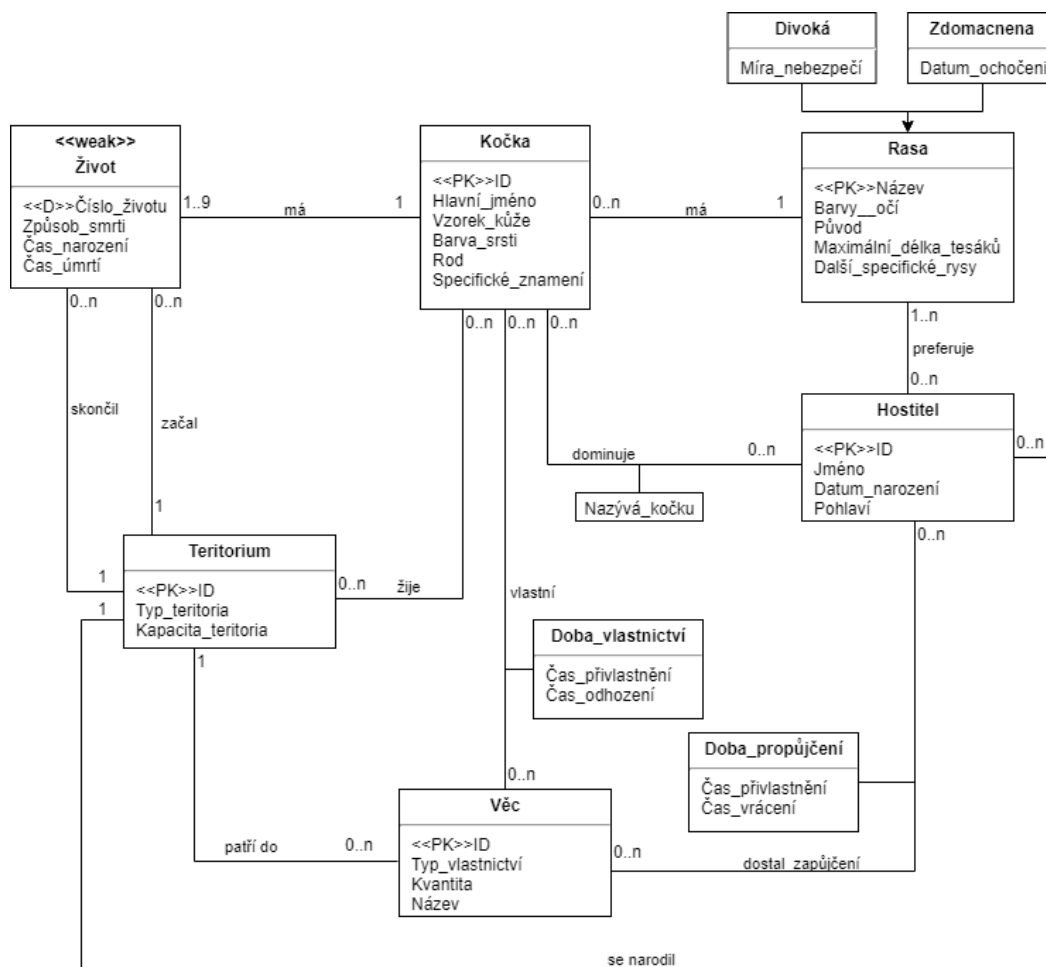 Divoká
Míra_nebezpečí
Zdomacnena
Datum_ochočení
<<weak>>
Život
<<D>>Číslo_životu
Způsob_smrti
Čas_narození
Čas_úmrtí
1..9
má
1
Kočka
<<PK>>ID
Hlavní_jméno
Vzorek_kůže
Barva_srsti
Rod
Specifické_znamení
0..n
má
1
Rasa
<<PK>>Název
Barvy__očí
Původ
Maximální_délka_tesáků
Další_specifické_rysy
0..n
0..n
0..n
0..n
0..n
1..n
preferuje
0..n
skončil
začal
Hostitel
<<PK>>ID
Jméno
Datum_narození
Pohlaví
0..n
dominuje
0..n
Nazývá_kočku
1
1
1
Teritorium
<<PK>>ID
Typ_teritoria
Kapacita_teritoria
0..n
žije
vlastní
0..n
Doba_vlastnictví
Čas_přivlastnění
Čas_odhození
1
Doba_propůjčení
Čas_přivlastnění
Čas_vrácení
0..n
Věc
<<PK>>ID
Typ_vlastnictví
Kvantita
Název
patří do
0..n
0..n
dostal_zapůjčení
se narodil